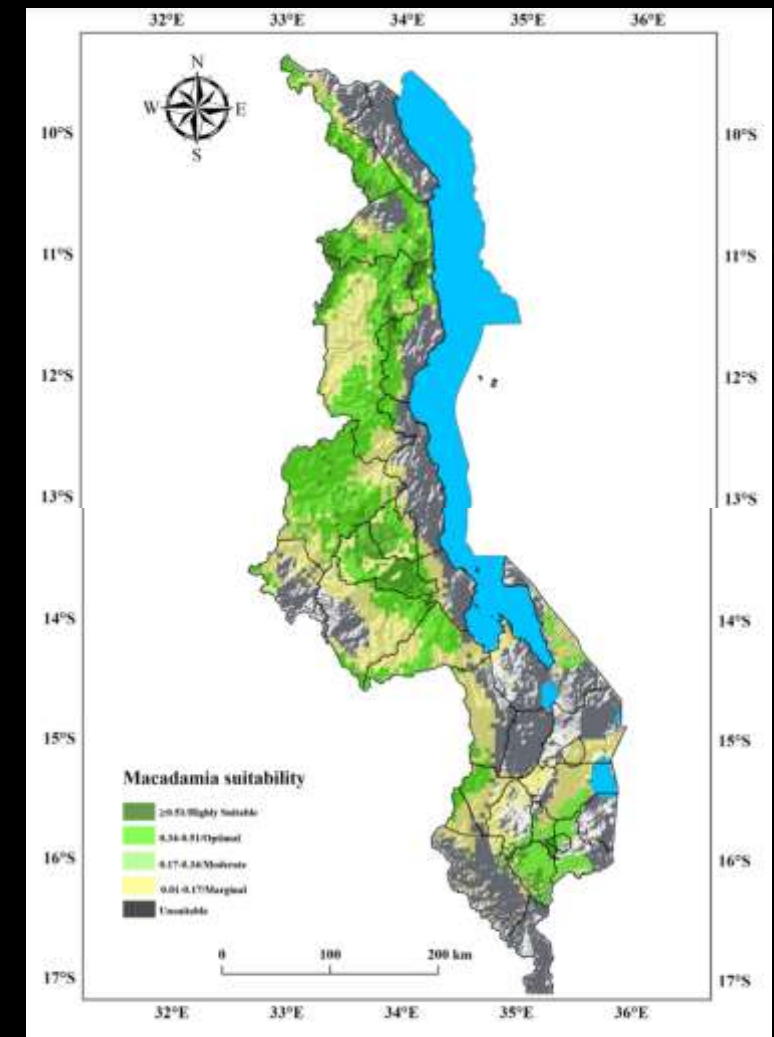 32°E 33°E 34°E 35°E 36°E
N
W E
S
10°S 10°S
11°S 11°S
12°S 12°S
13°S 13°S
14°S 14°S
15°S 15°S
Macadamia suitability
≥0.51/Highly Suitable
0.34-0.51/Optimal
0.17-0.34/Moderate
0.01-0.17/Marginal
Unsuitable
16°S 16°S
0 100 200 km
17°S 17°S
32°E 33°E 34°E 35°E 36°E